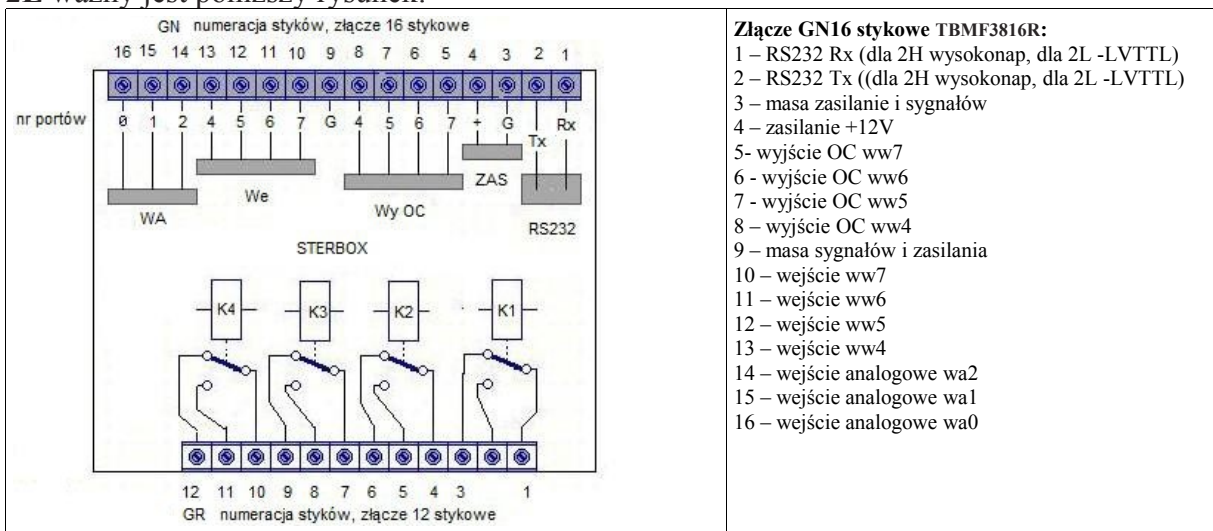 2L ważny jest poniższy rysunek.
GN numeracja styków, złącze 16 stykowe
16 15 14 13 12 11 10 9 8 7 6 5 4 3 2 1
nr portów 0 1 2 4 5 6 7 G 4 5 6 7 + G Tx Rx
WA We Wy OC ZAS RS232
STERBOX
K4 K3 K2 K1
12 11 10 9 8 7 6 5 4 3 1
GR numeracja styków, złącze 12 stykowe
Złącze GN16 stykowe TBMF3816R:
1 – RS232 Rx (dla 2H wysokonap, dla 2L -LVTTL)
2 – RS232 Tx ((dla 2H wysokonap, dla 2L -LVTTL)
3 – masa zasilanie i sygnałów
4 – zasilanie +12V
5- wyjście OC ww7
6 - wyjście OC ww6
7 - wyjście OC ww5
8 – wyjście OC ww4
9 – masa sygnałów i zasilania
10 – wejście ww7
11 – wejście ww6
12 – wejście ww5
13 – wejście ww4
14 – wejście analogowe wa2
15 – wejście analogowe wa1
16 – wejście analogowe wa0